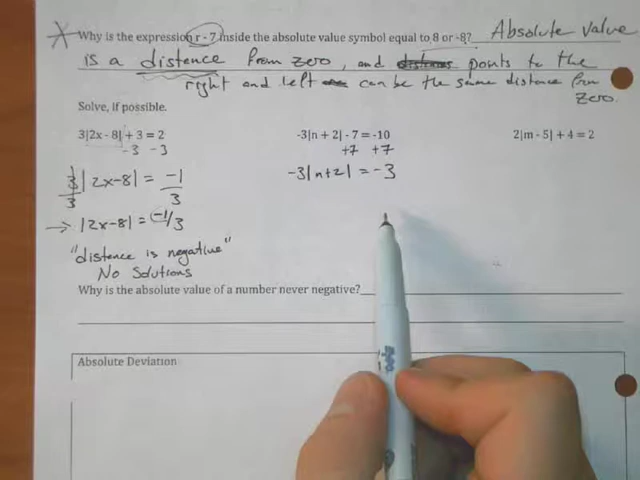 Why is the expression r - 7 inside the absolute value symbol equal to 8 or -8? Absolute value
is a distance from zero, and points to the
right and left can be the same distance from
zero.
Solve, if possible.
3|2x - 8| + 3 = 2 -3|n + 2| - 7 = -10 2|m - 5| + 4 = 2
-3 -3 +7 +7
3|2x-8| = -1 -3|n+2| = -3
3 3
→ |2x-8| = -1/3
"distance is negative"
No Solutions
Why is the absolute value of a number never negative?
Absolute Deviation